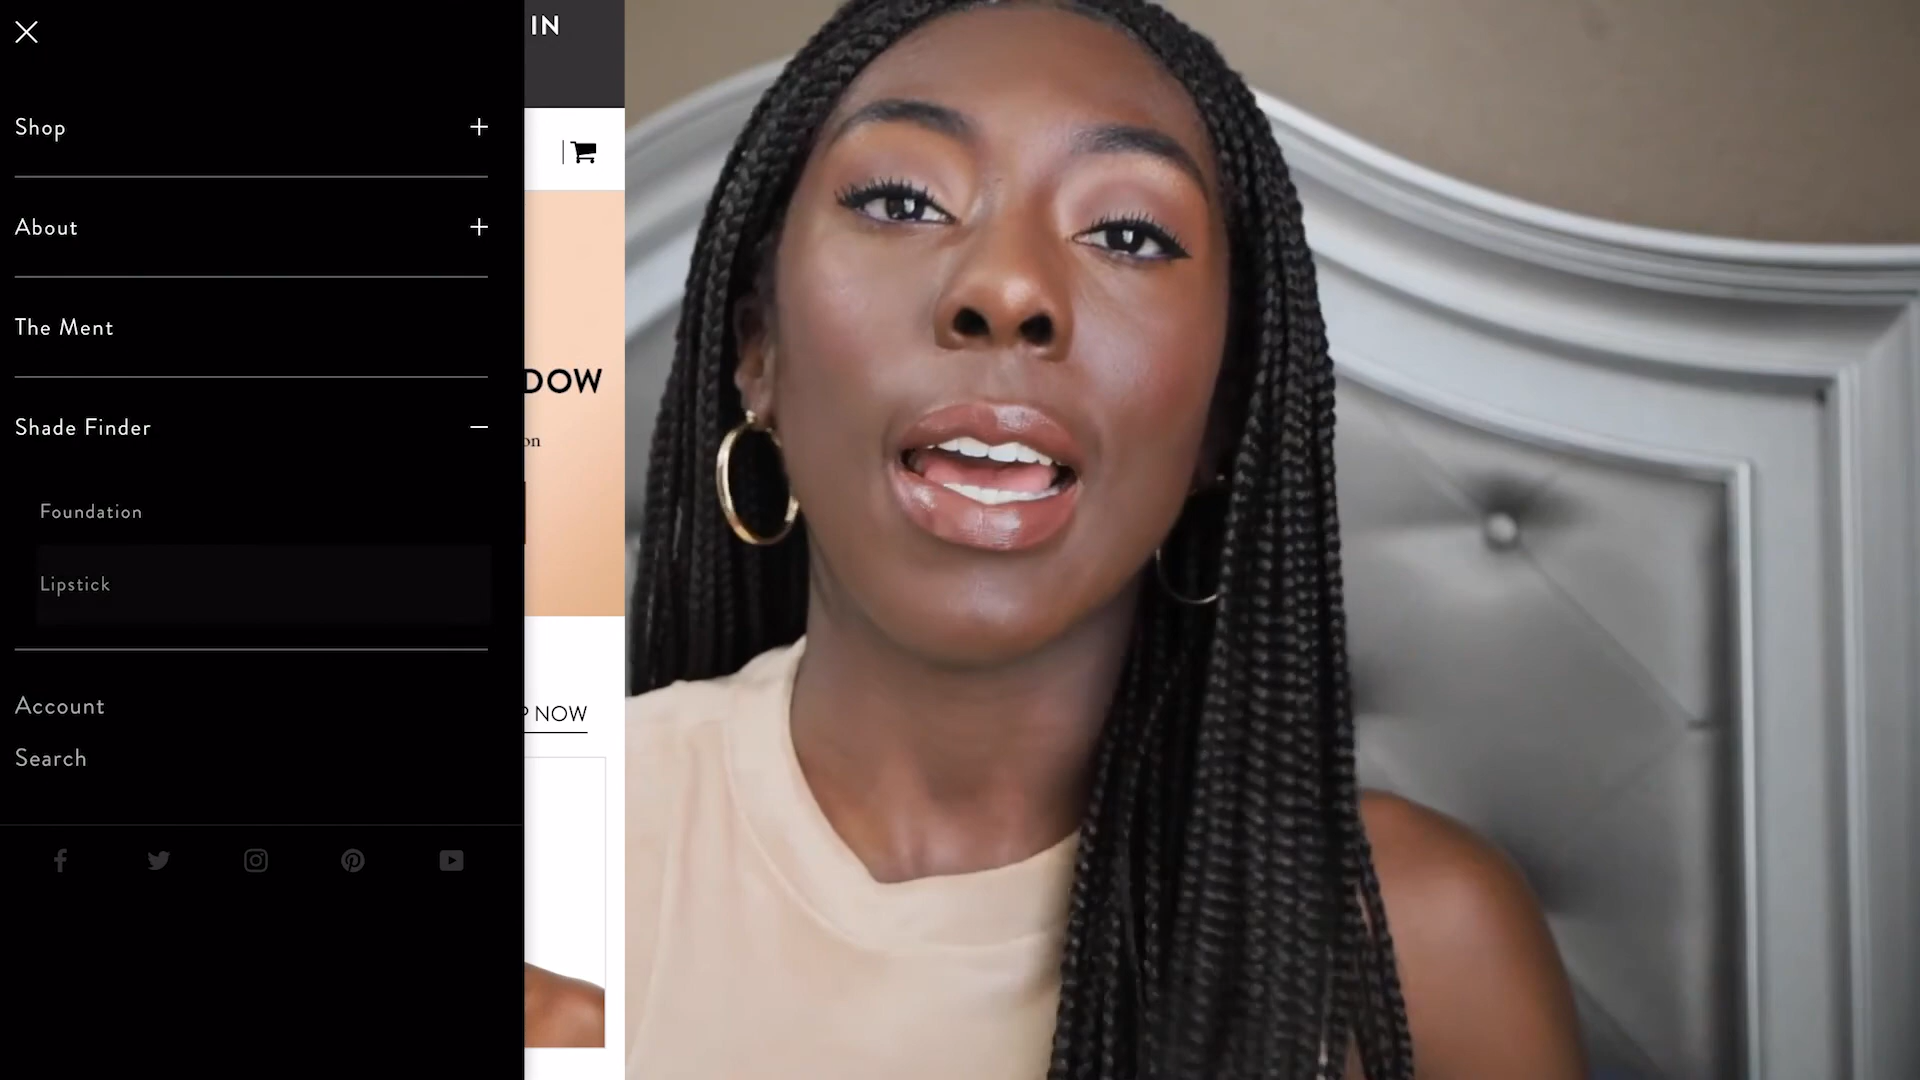 IN
Shop
About
The Ment
DOW
Shade Finder
on
Foundation
Lipstick
Account
P NOW
Search